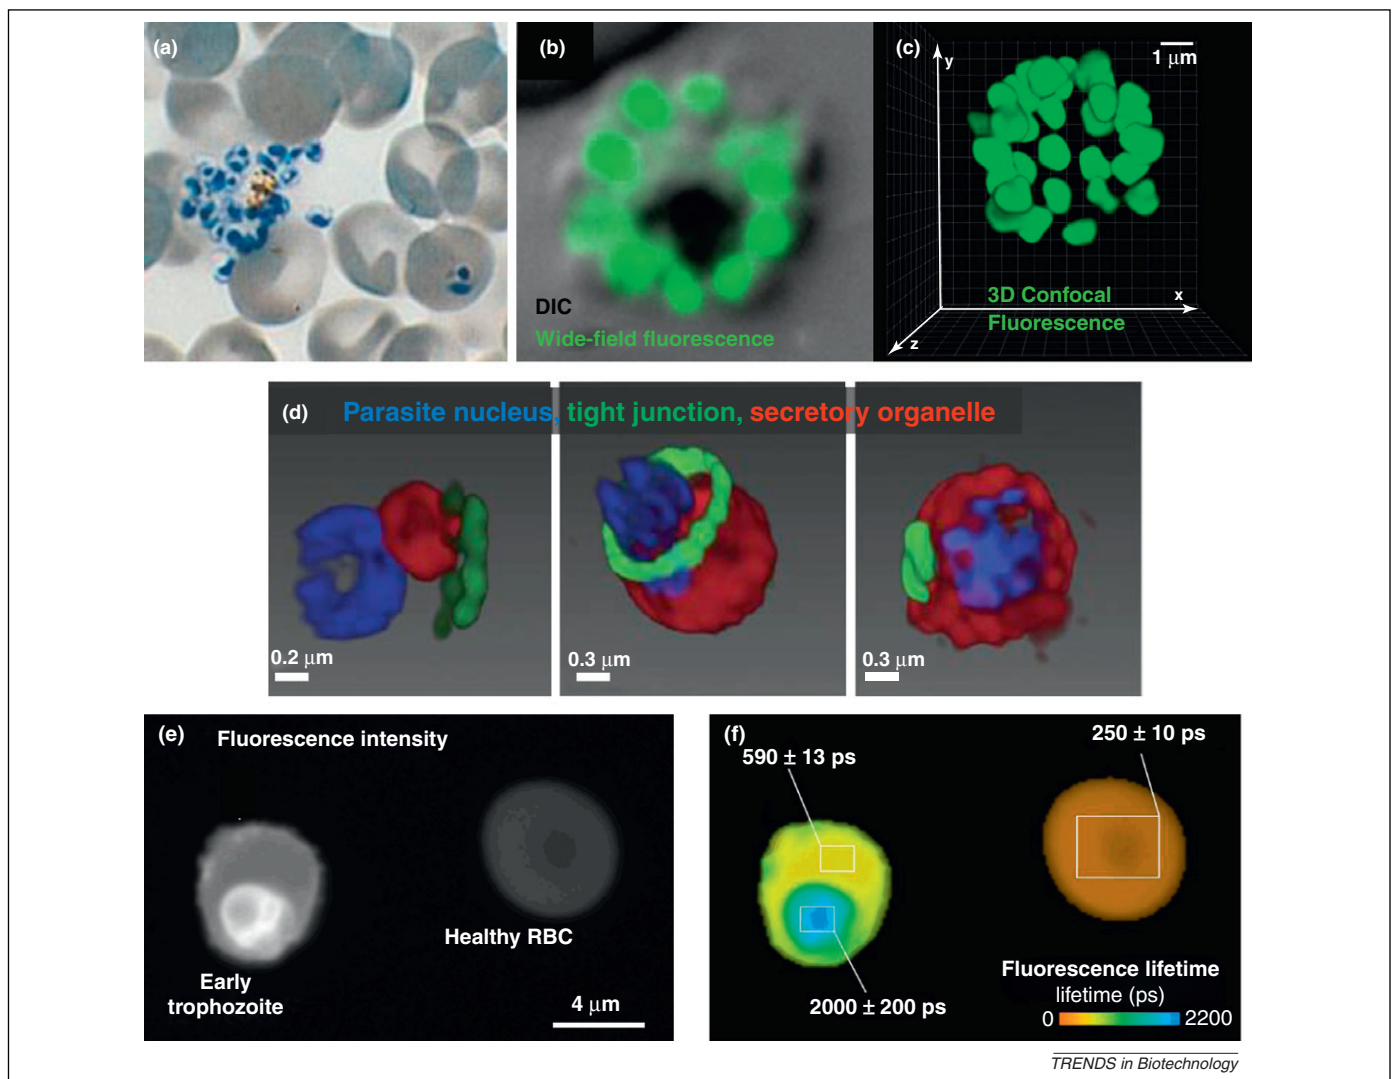 (a)
(b)
DIC
Wide-field fluorescence
(c)
y
1 μm
3D Confocal
Fluorescence
x
z
(d)
Parasite nucleus, tight junction, secretory organelle
0.2 μm
0.3 μm
0.3 μm
(e)
Fluorescence intensity
Healthy RBC
Early
trophozoite
4 μm
(f)
590 ± 13 ps
250 ± 10 ps
2000 ± 200 ps
Fluorescence lifetime
lifetime (ps)
0 2200
TRENDS in Biotechnology